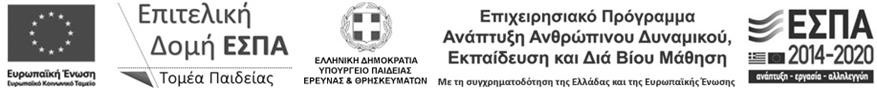 Ευρωπαϊκή Ένωση
Ευρωπαϊκό Κοινωνικό Ταμείο
Επιτελική
Δομή ΕΣΠΑ
Τομέα Παιδείας
ΕΛΛΗΝΙΚΗ ΔΗΜΟΚΡΑΤΙΑ
ΥΠΟΥΡΓΕΙΟ ΠΑΙΔΕΙΑΣ
ΕΡΕΥΝΑΣ & ΘΡΗΣΚΕΥΜΑΤΩΝ
Επιχειρησιακό Πρόγραμμα
Ανάπτυξη Ανθρώπινου Δυναμικού,
Εκπαίδευση και Διά Βίου Μάθηση
Με τη συγχρηματοδότηση της Ελλάδας και της Ευρωπαϊκής Ένωσης
ΕΣΠΑ
2014-2020
ανάπτυξη - εργασία - αλληλεγγύη